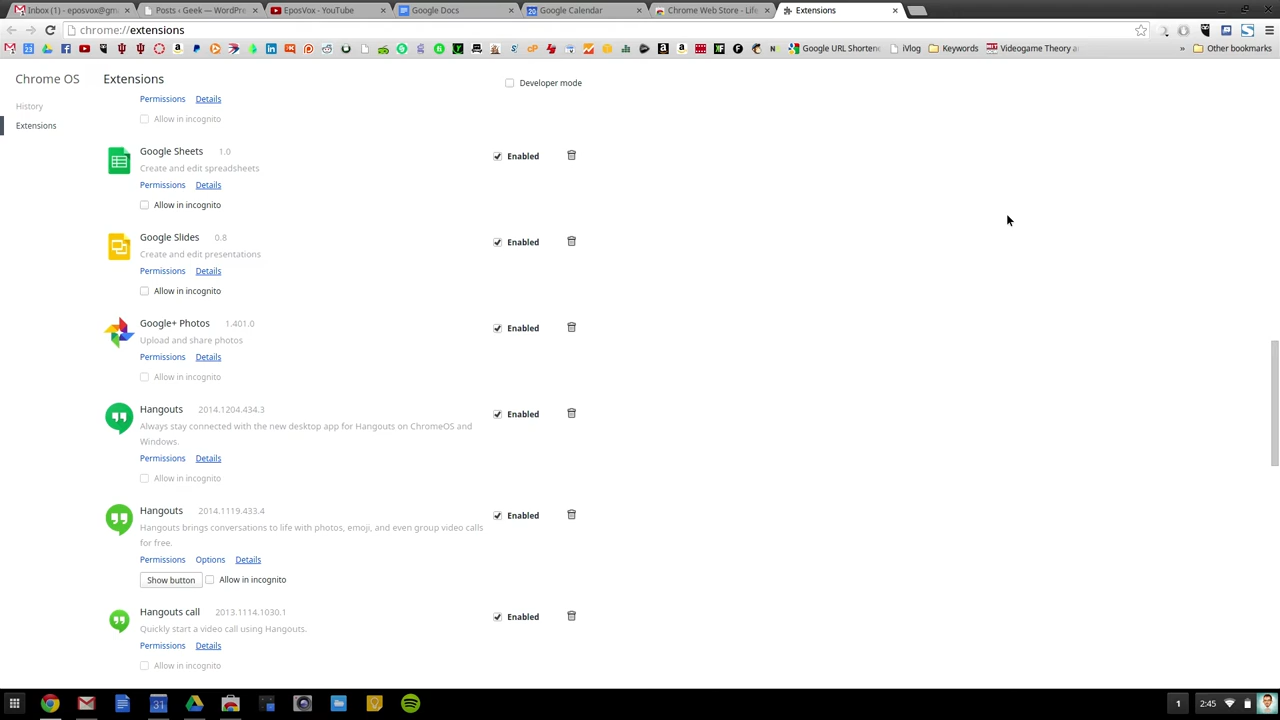 Inbox (1) - eposvox@gm
Posts ‹ Geek — WordPre
EposVox - YouTube
Google Docs
Google Calendar
Chrome Web Store - Life
Extensions
chrome://extensions
Google URL Shortene
iVlog
Keywords
Videogame Theory a
»
Other bookmarks
Chrome OS
Extensions
Developer mode
History
Extensions
Permissions Details
Allow in incognito
Google Sheets 1.0
Enabled
Create and edit spreadsheets
Permissions Details
Allow in incognito
Google Slides 0.8
Enabled
Create and edit presentations
Permissions Details
Allow in incognito
Google+ Photos 1.401.0
Enabled
Upload and share photos
Permissions Details
Allow in incognito
Hangouts 2014.1204.434.3
Enabled
Always stay connected with the new desktop app for Hangouts on ChromeOS and
Windows.
Permissions Details
Allow in incognito
Hangouts 2014.1119.433.4
Enabled
Hangouts brings conversations to life with photos, emoji, and even group video calls
for free.
Permissions Options Details
Show button Allow in incognito
Hangouts call 2013.1114.1030.1
Enabled
Quickly start a video call using Hangouts.
Permissions Details
Allow in incognito
31
1
2:45